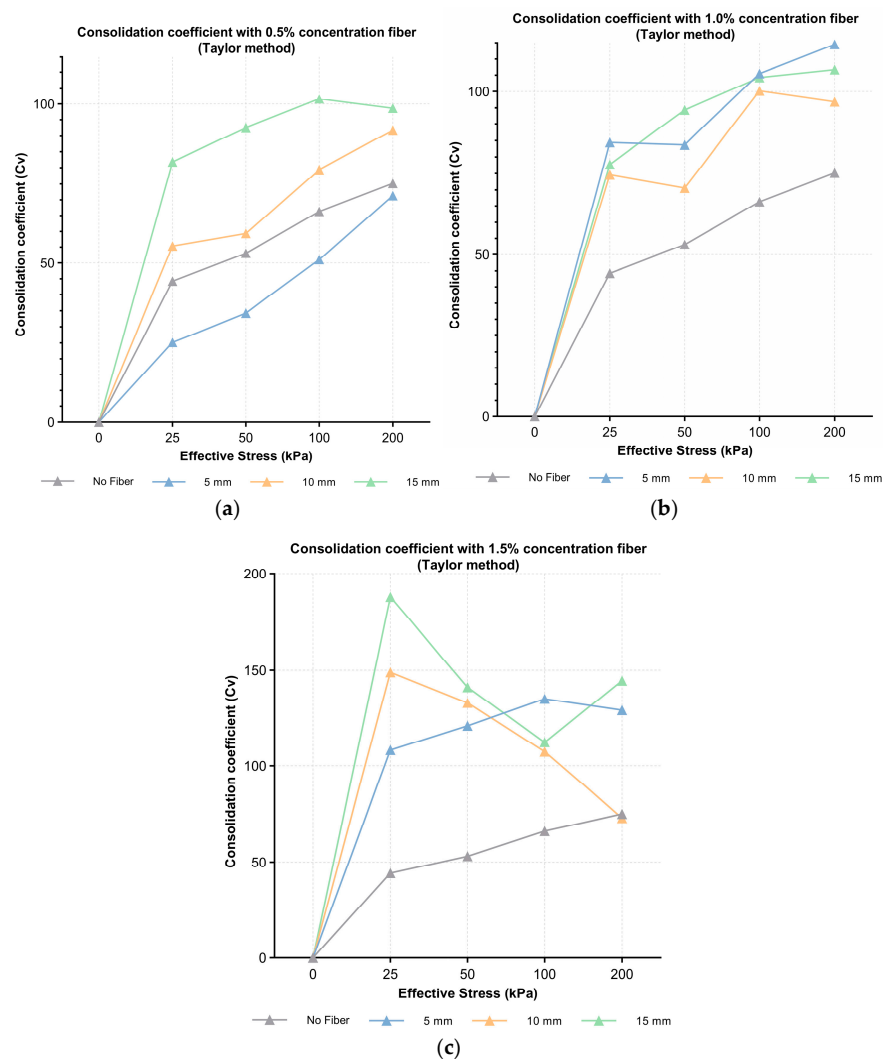 Consolidation coefficient with 0.5% concentration fiber
(Taylor method)
Consolidation coefficient (Cv)
100
50
0
0 25 50 100 200
Effective Stress (kPa)
No Fiber 5 mm 10 mm 15 mm
(a)
Consolidation coefficient with 1.0% concentration fiber
(Taylor method)
Consolidation coefficient (Cv)
100
50
0
0 25 50 100 200
Effective Stress (kPa)
No Fiber 5 mm 10 mm 15 mm
(b)
Consolidation coefficient with 1.5% concentration fiber
(Taylor method)
Consolidation coefficient (Cv)
200
150
100
50
0
0 25 50 100 200
Effective Stress (kPa)
No Fiber 5 mm 10 mm 15 mm
(c)